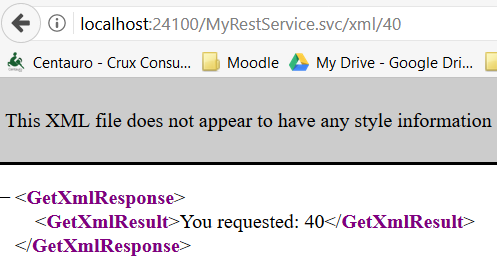 localhost:24100/MyRestService.svc/xml/40
Centauro - Crux Consu... Moodle My Drive - Google Dri...
This XML file does not appear to have any style information
- <GetXmlResponse>
<GetXmlResult>You requested: 40</GetXmlResult>
</GetXmlResponse>